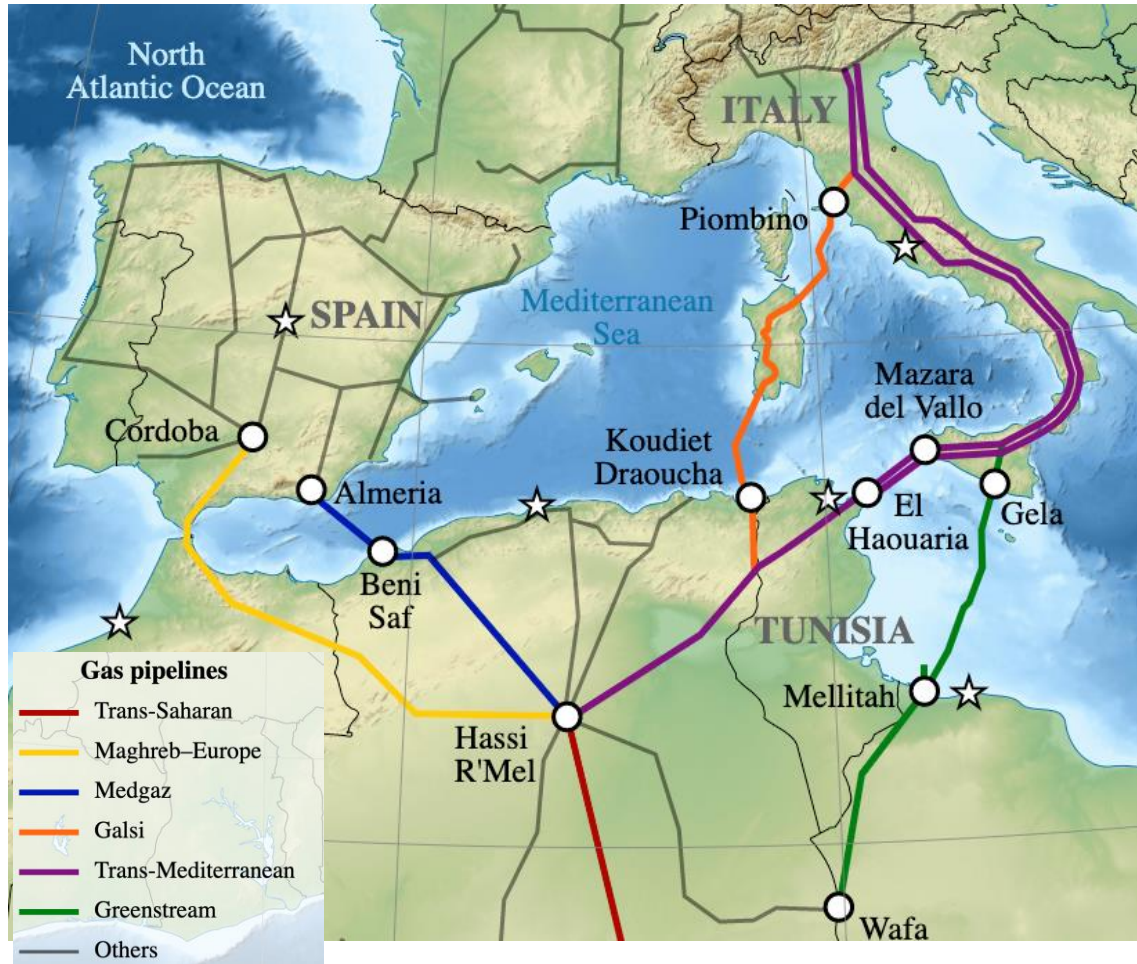 North
Atlantic Ocean
ITALY
Piombino
SPAIN
Mediterranean
Sea
Mazara
del Vallo
Cordoba
Koudiet
Draoucha
Almeria
El
Haouaria
Gela
Beni
Saf
TUNISIA
Mellitah
Hassi
R'Mel
Wafa
Gas pipelines
Trans-Saharan
Maghreb–Europe
Medgaz
Galsi
Trans-Mediterranean
Greenstream
Others